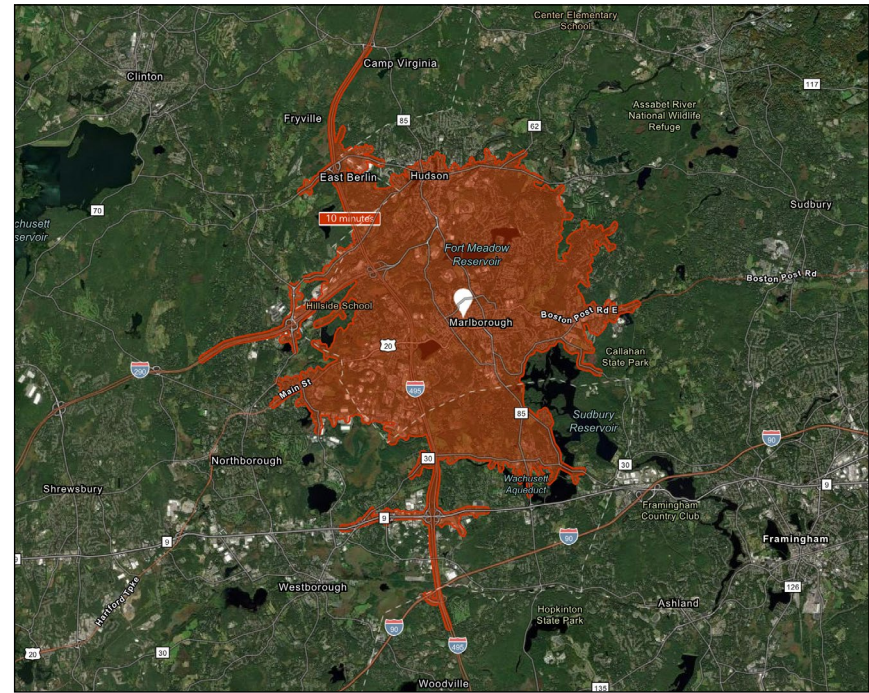 Center Elementary
School
Camp Virginia
Clinton
117
Assabet River
National Wildlife
Refuge
Fryville
85
62
East Berlin
Hudson
10 minutes
70
Sudbury
chusett
servoir
Fort Meadow
Reservoir
Boston Post Rd
Hillside School
Marlborough
Boston Post Rd E
20
Callahan
State Park
290
Main St
495
85
Sudbury
Reservoir
90
Northborough
30
30
Shrewsbury
Wachusett
Aqueduct
9
Framingham
Country Club
9
9
90
Framingham
Westborough
126
Hartford Tpke
Ashland
Hopkinton
State Park
90
495
20
30
Woodville
135